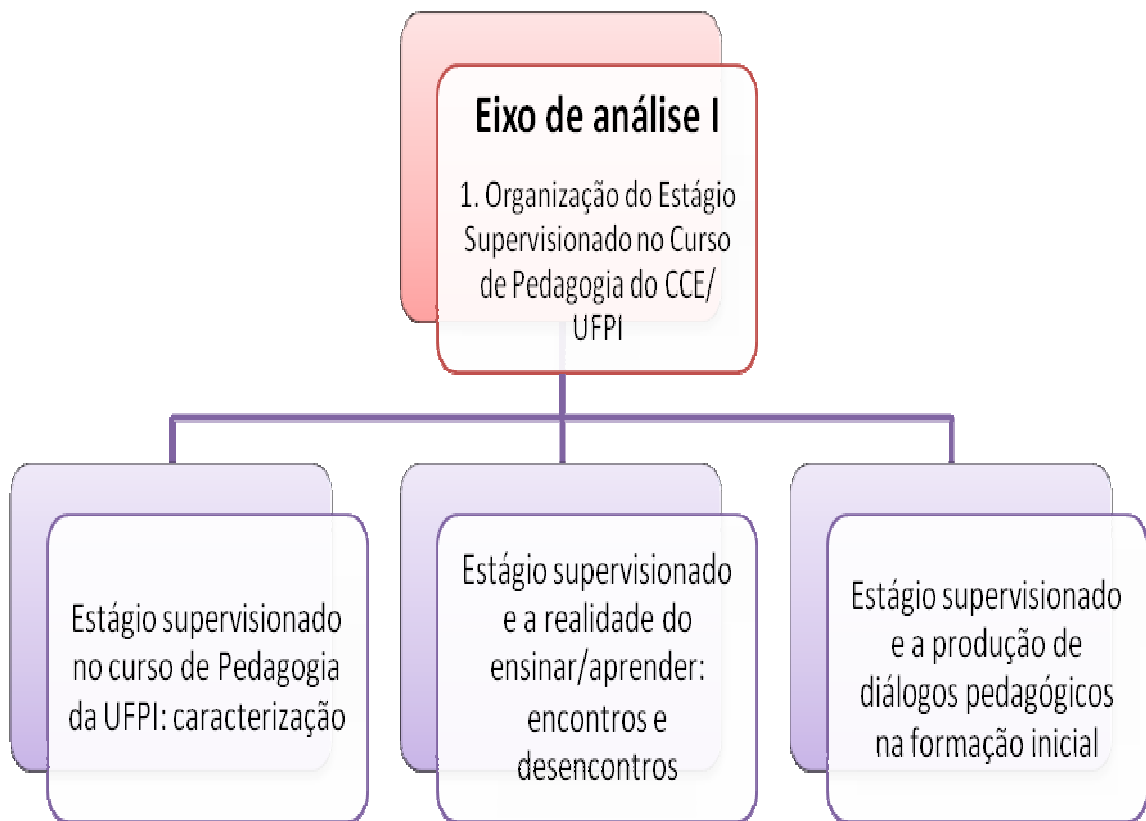 Eixo de análise I
1. Organização do Estágio
Supervisionado no Curso
de Pedagogia do CCE/
UFPI
Estágio supervisionado
no curso de Pedagogia
da UFPI: caracterização
Estágio supervisionado
e a realidade do
ensinar/aprender:
encontros e
desencontros
Estágio supervisionado
e a produção de
diálogos pedagógicos
na formação inicial